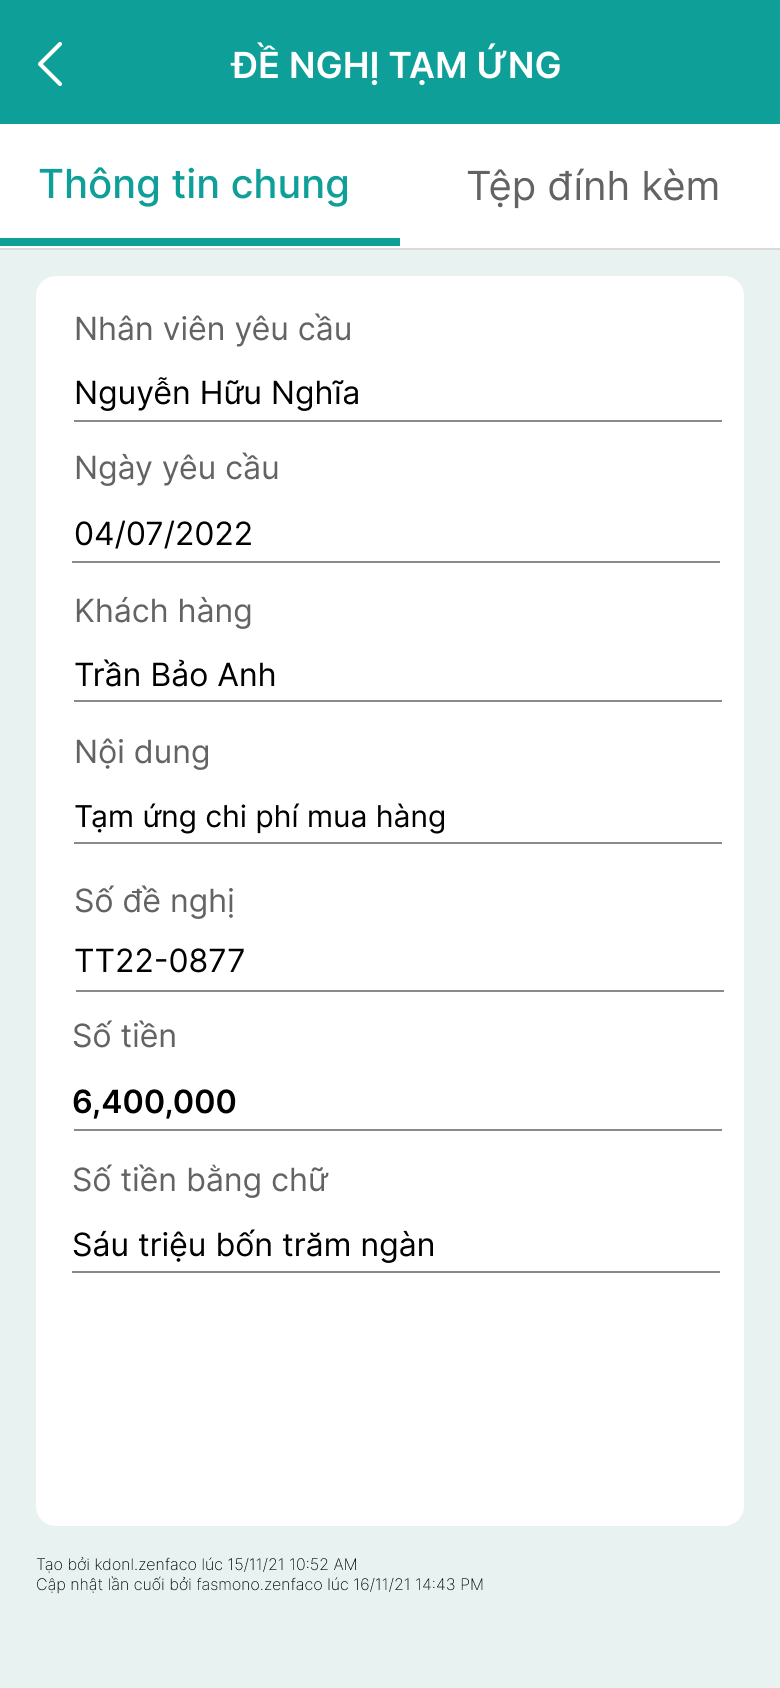 ĐỀ NGHỊ TẠM ỨNG
Thông tin chung
Tệp đính kèm
Nhân viên yêu cầu
Nguyễn Hữu Nghĩa
Ngày yêu cầu
04/07/2022
Khách hàng
Trần Bảo Anh
Nội dung
Tạm ứng chi phí mua hàng
Số đề nghị
TT22-0877
Số tiền
6,400,000
Số tiền bằng chữ
Sáu triệu bốn trăm ngàn
Tạo bởi kdonl.zenfaco lúc 15/11/21 10:52 AM
Cập nhật lần cuối bởi fasmono.zenfaco lúc 16/11/21 14:43 PM